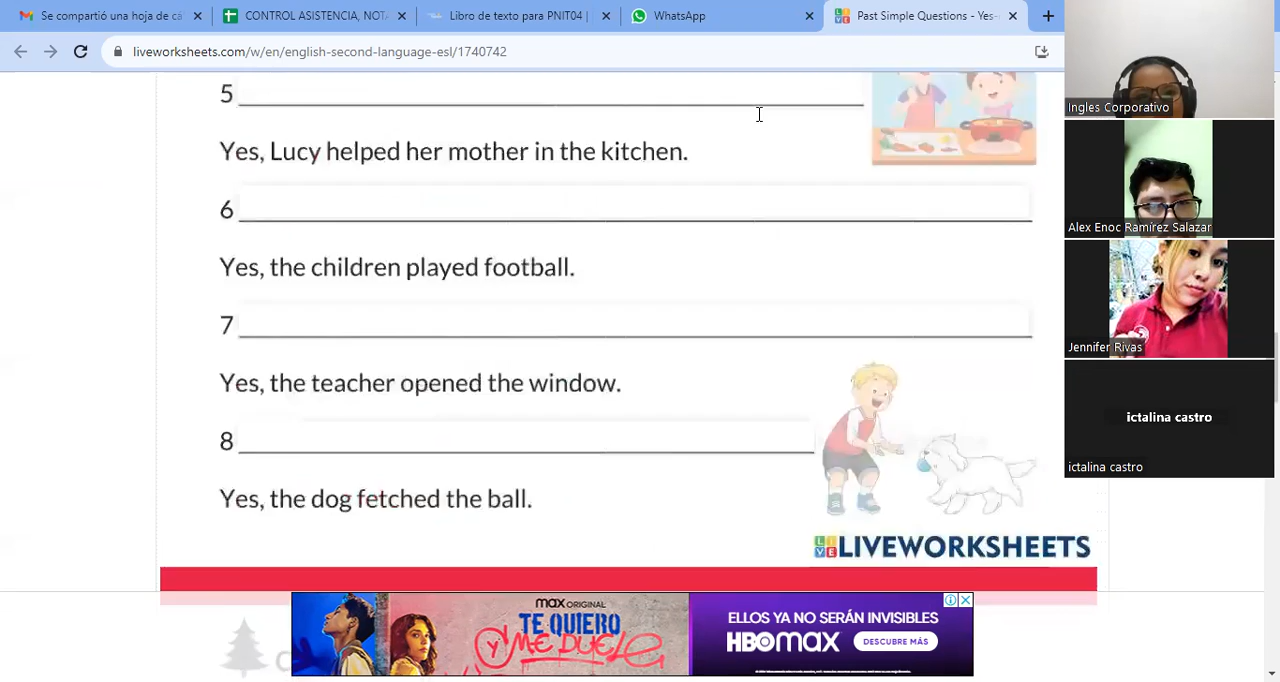 Se compartió una hoja de cá
CONTROL ASISTENCIA, NOTA
Libro de texto para PNIT04 |
WhatsApp
Past Simple Questions - Yes-
liveworksheets.com/w/en/english-second-language-esl/1740742
5
Yes, Lucy helped her mother in the kitchen.
6
Yes, the children played football.
7
Yes, the teacher opened the window.
8
Yes, the dog fetched the ball.
LIVEWORKSHEETS
max ORIGINAL
TE QUIERO
Y ME DUELE
ELLOS YA NO SERÁN INVISIBLES
HBOmax
DESCUBRE MÁS
Ingles Corporativo
Alex Enoc Ramírez Salazar
Jennifer Rivas
ictalina castro
ictalina castro